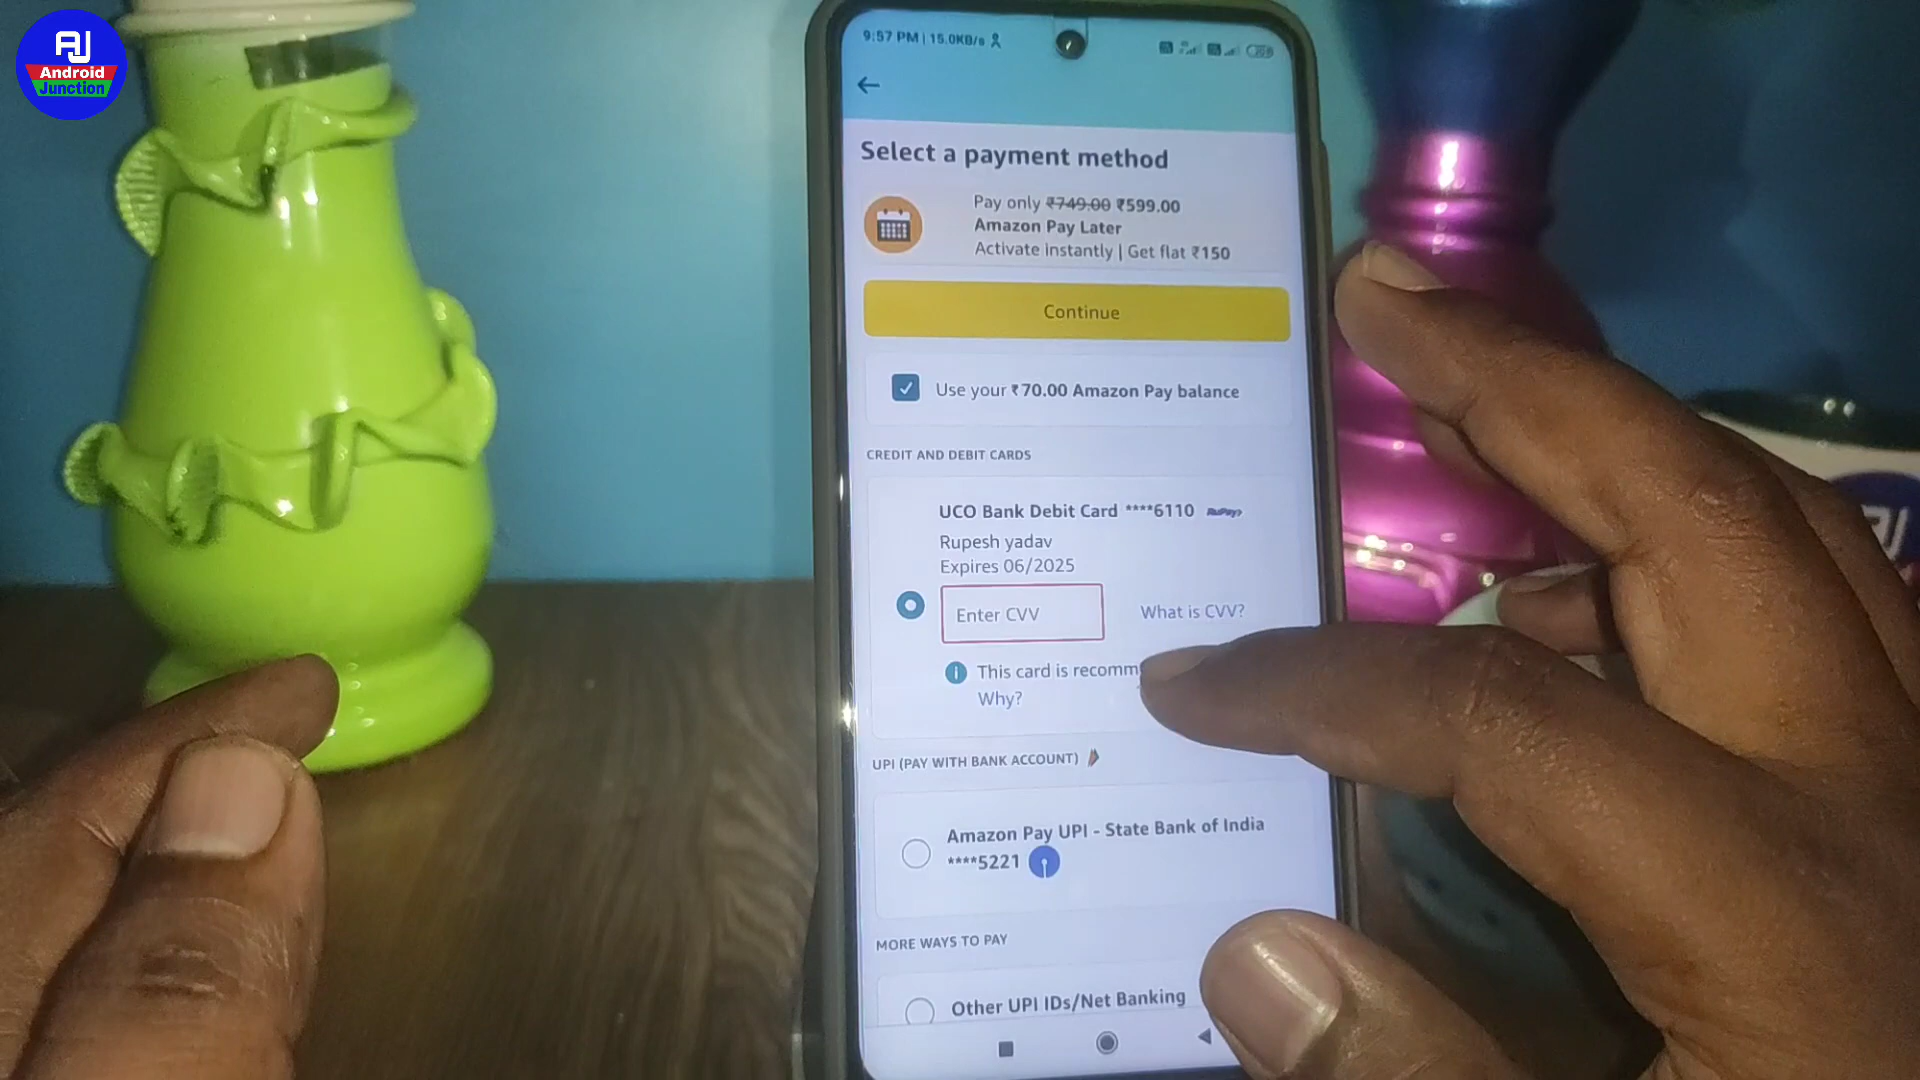 AJ
Android
Junction
9:57 PM | 15.0KB/s
Select a payment method
Pay only ₹749.00 ₹599.00
Amazon Pay Later
Activate instantly | Get flat ₹150
Continue
Use your ₹70.00 Amazon Pay balance
CREDIT AND DEBIT CARDS
UCO Bank Debit Card ****6110 RuPay
Rupesh yadav
Expires 06/2025
Enter CVV
What is CVV?
This card is recomm
Why?
UPI (PAY WITH BANK ACCOUNT)
Amazon Pay UPI - State Bank of India
****5221
MORE WAYS TO PAY
Other UPI IDs/Net Banking
AJ